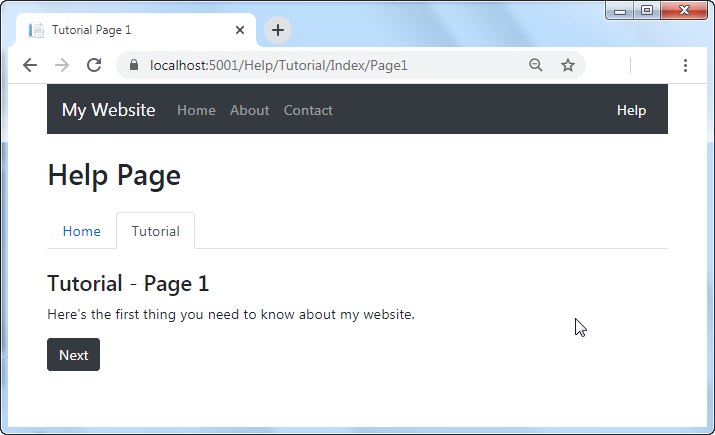 Tutorial Page 1
localhost:5001/Help/Tutorial/Index/Page1
My Website Home About Contact Help
Help Page
Home Tutorial
Tutorial - Page 1
Here's the first thing you need to know about my website.
Next